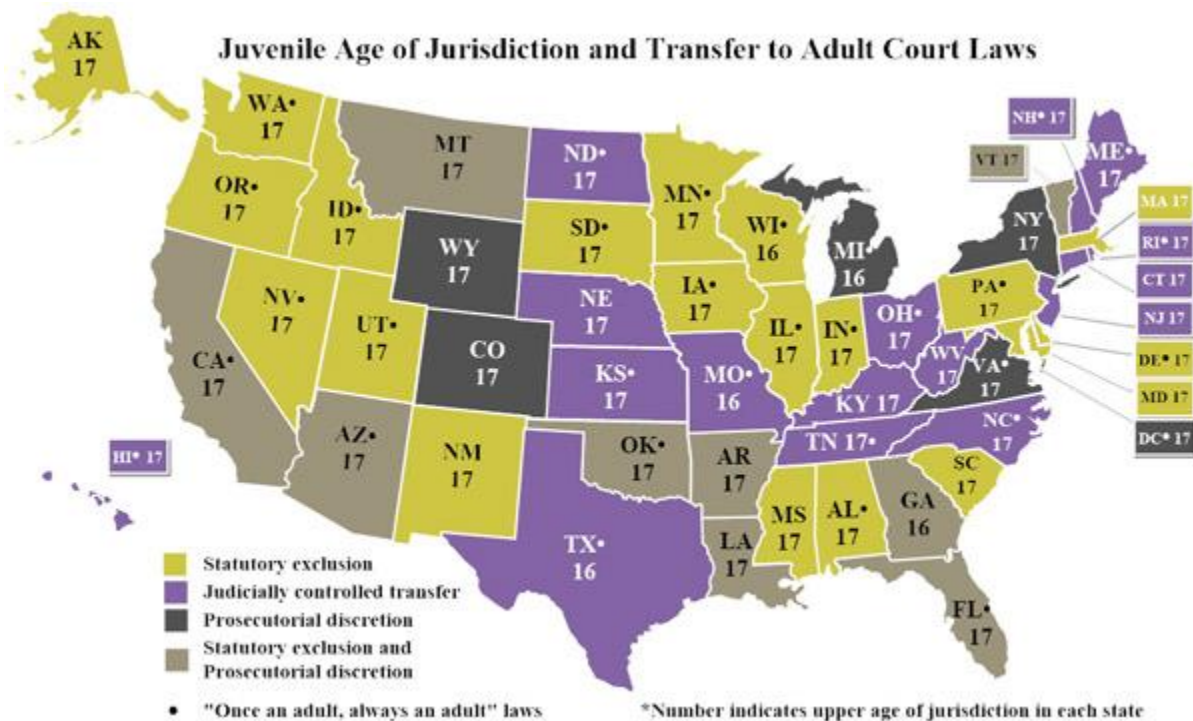 Juvenile Age of Jurisdiction and Transfer to Adult Court Laws
AK
17
WA•
17
MT
17
ND•
17
MN•
17
NH• 17
VT 17
ME•
17
OR•
17
ID•
17
WY
17
SD•
17
WI•
16
MI•
16
NY
17
MA 17
RI• 17
CT 17
NJ 17
DE• 17
MD 17
DC• 17
NV•
17
UT•
17
CO
17
NE
17
IA•
17
IL•
17
IN•
17
OH•
17
PA•
17
WV
17
VA•
17
CA•
17
KS•
17
MO•
16
KY 17
HI• 17
AZ•
17
NM
17
OK•
17
AR
17
TN 17•
NC•
17
SC
17
TX•
16
LA
17
MS
17
AL•
17
GA
16
FL•
17
Statutory exclusion
Judicially controlled transfer
Prosecutorial discretion
Statutory exclusion and
Prosecutorial discretion
• "Once an adult, always an adult" laws
*Number indicates upper age of jurisdiction in each state